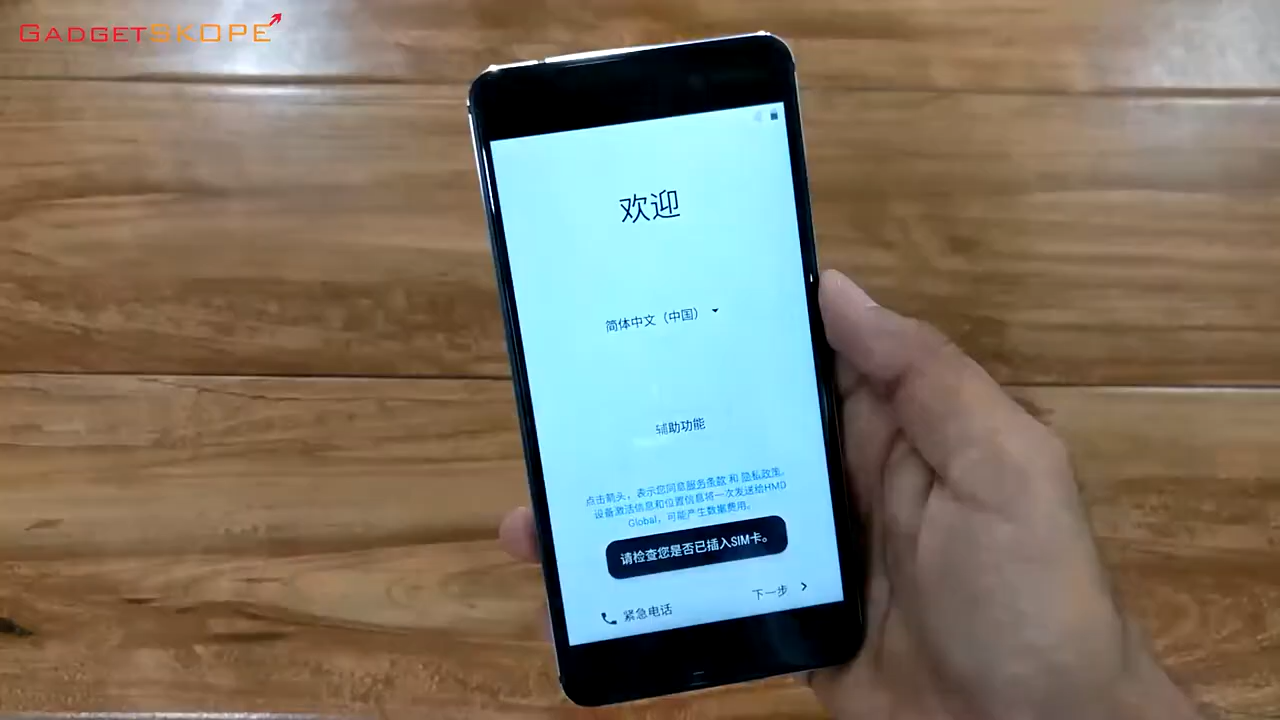 GADGETSKOPE
欢迎
简体中文（中国）
辅助功能
点击箭头，表示您同意服务条款 和 隐私政策。
设备激活信息和位置信息将一次发送给HMD
Global，可能产生数据费用。
请检查您是否已插入SIM卡。
下一步
紧急电话